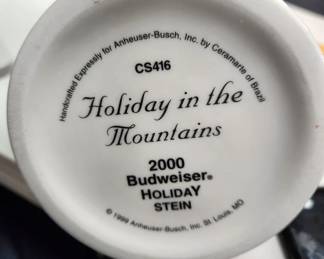 Handcrafted Expressly for Anheuser-Busch, Inc. by Ceramarte of Brazil
CS416
Holiday in the
Mountains
2000
Budweiser®
HOLIDAY
STEIN
© 1999 Anheuser-Busch, Inc. St. Louis, MO